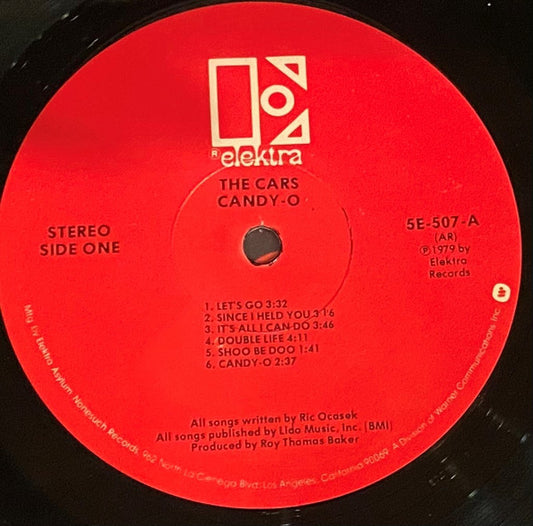 ® elektra
THE CARS
CANDY-O
STEREO
SIDE ONE
5E-507-A
(AR)
℗ 1979 by
Elektra
Records
1. LET'S GO 3:32
2. SINCE I HELD YOU 3:16
3. IT'S ALL I CAN DO 3:46
4. DOUBLE LIFE 4:11
5. SHOO BE DOO 1:41
6. CANDY-O 2:37
All songs written by Ric Ocasek
All songs published by Lido Music, Inc. [BMI]
Produced by Roy Thomas Baker
Mfg. by Elektra/Asylum/Nonesuch Records, 962 North La Cienega Blvd., Los Angeles, California 90069. A Division of Warner Communications Inc.